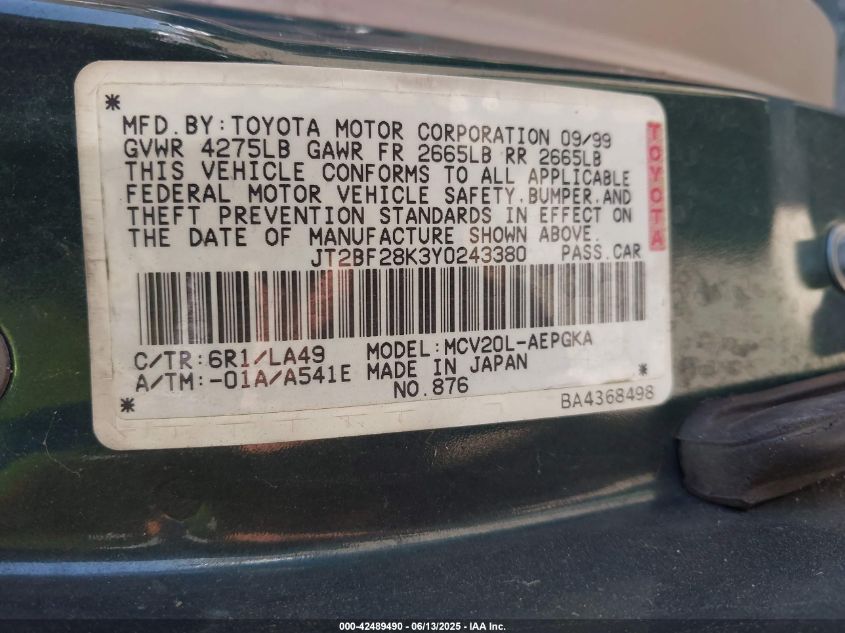 * MFD.BY:TOYOTA MOTOR CORPORATION 09/99
GVWR 4275LB GAWR FR 2665LB RR 2665LB
THIS VEHICLE CONFORMS TO ALL APPLICABLE
FEDERAL MOTOR VEHICLE SAFETY,BUMPER,AND
THEFT PREVENTION STANDARDS IN EFFECT ON
THE DATE OF MANUFACTURE SHOWN ABOVE.
JT2BF28K3Y0243380 PASS.CAR
TOYOTA
C/TR:6R1/LA49 MODEL:MCV20L-AEPGKA
A/TM:-01A/A541E MADE IN JAPAN *
* NO.876 BA4368498
000-42489490 - 06/13/2025 - IAA Inc.